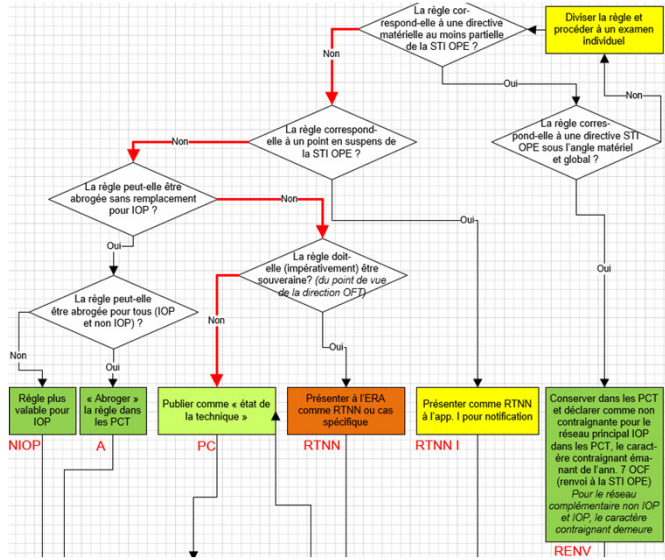 La règle cor-
respond-elle à une directive
matérielle au moins partielle
de la STI OPE ?
Diviser la règle et
procéder à un examen
individuel
Non
Oui
Non
La règle correspond-
elle à un point en suspens de
la STI OPE ?
La règle corres-
pond-elle à une directive STI
OPE sous l'angle matériel
et global ?
Non
La règle peut-elle être
abrogée sans remplacement
pour IOP ?
Non
Oui
La règle doit-
elle (impérativement) être
souveraine? (du point de vue
de la direction OFT)
Oui
Oui
La règle peut-elle
être abrogée pour tous (IOP
et non IOP) ?
Non
Oui
Non
Oui
Règle plus
valable pour
IOP
« Abroger »
la règle dans
les PCT
Publier comme « état de
la technique »
Présenter à l'ERA
comme RTNN ou cas
spécifique
Présenter comme RTNN
à l'app. I pour notification
Conserver dans les PCT
et déclarer comme non
contraignante pour le
réseau principal IOP
dans les PCT, le carac-
tère contraignant éma-
nant de l'ann. 7 OCF
(renvoi à la STI OPE)
Pour le réseau
complémentaire non IOP
et IOP, le caractère
contraignant demeure
NIOP
A
PC
RTNN
RTNN I
RENV